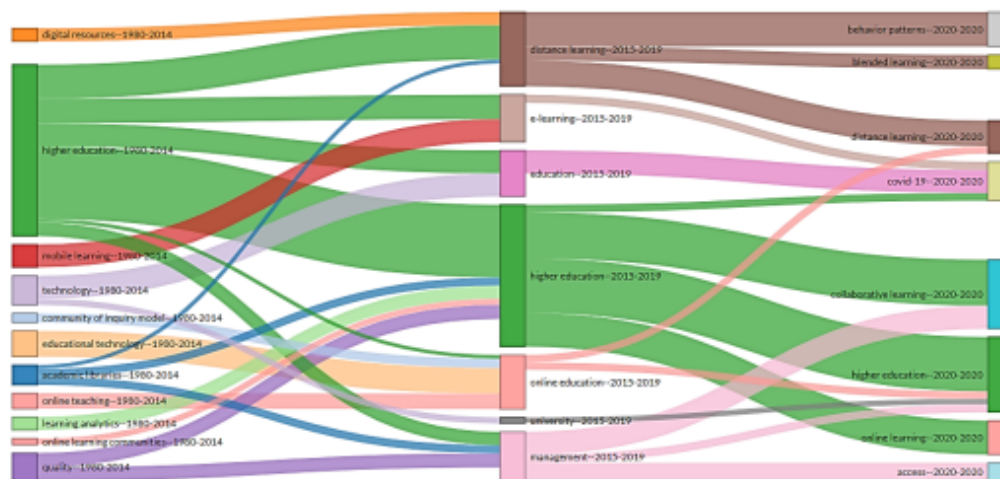 digital resources--1980-2014
higher education--1980-2014
mobile learning--1980-2014
technology--1980-2014
community of inquiry model--1980-2014
educational technology--1980-2014
academic libraries--1980-2014
online teaching--1980-2014
learning analytics--1980-2014
online learning communities--1980-2014
quality--1980-2014
distance learning--2015-2019
e-learning--2015-2019
education--2015-2019
higher education--2015-2019
online education--2015-2019
university--2015-2019
management--2015-2019
behavior patterns--2020-2020
blended learning--2020-2020
distance learning--2020-2020
covid-19--2020-2020
collaborative learning--2020-2020
higher education--2020-2020
online learning--2020-2020
access--2020-2020